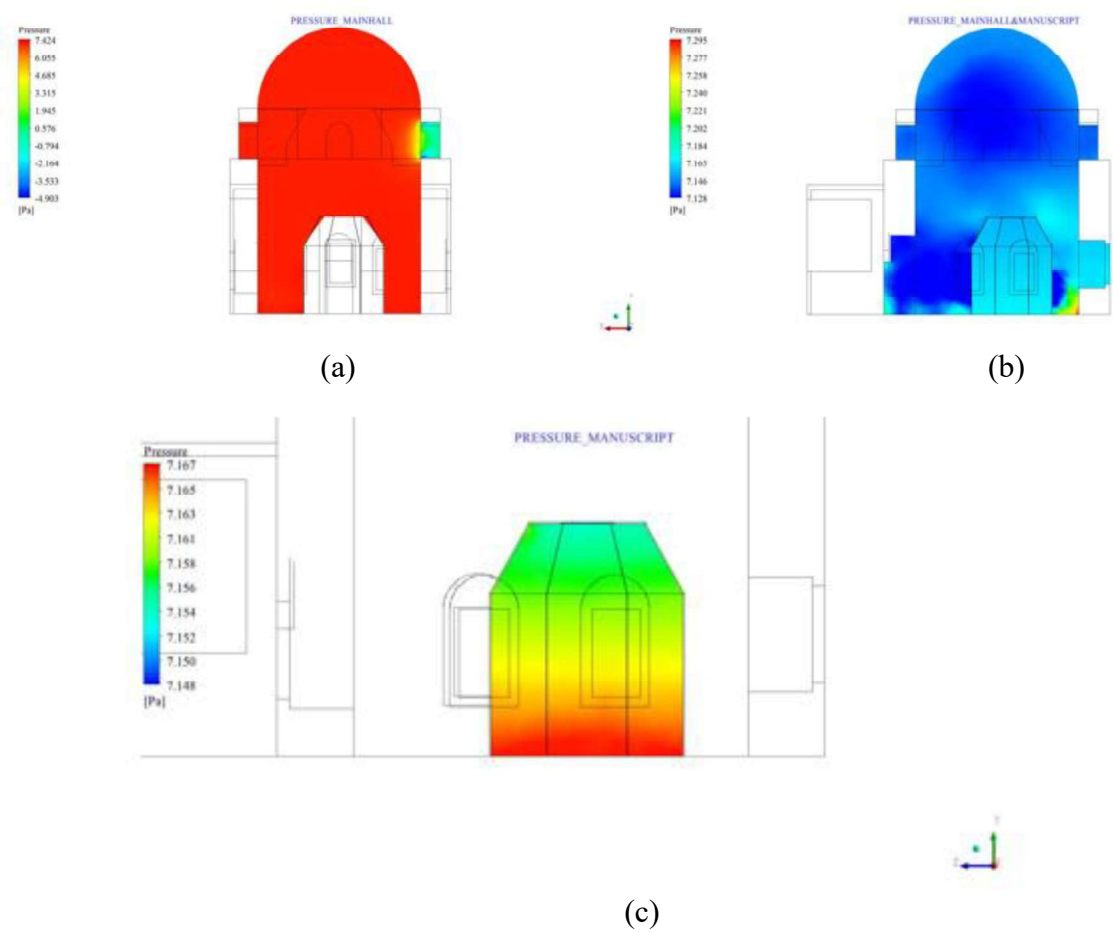 PRESSURE_MAINHALL
Pressure
7.424
6.055
4.685
3.315
1.945
0.576
-0.794
-2.164
-3.533
-4.903
[Pa]
(a)
PRESSURE_MAINHALL&MANUSCRIPT
Pressure
7.295
7.277
7.258
7.240
7.221
7.202
7.184
7.165
7.146
7.128
[Pa]
(b)
PRESSURE_MANUSCRIPT
Pressure
7.167
7.165
7.163
7.161
7.158
7.156
7.154
7.152
7.150
7.148
[Pa]
(c)